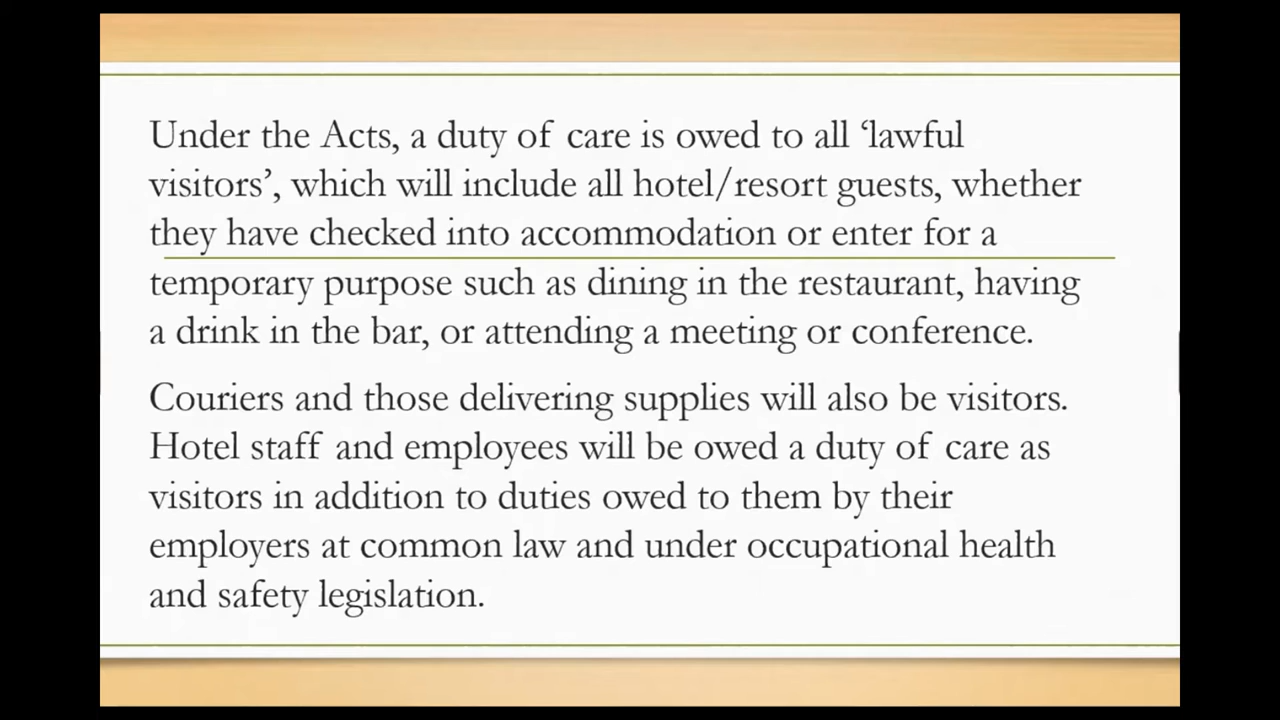 Under the Acts, a duty of care is owed to all ‘lawful
visitors’, which will include all hotel/resort guests, whether
they have checked into accommodation or enter for a
temporary purpose such as dining in the restaurant, having
a drink in the bar, or attending a meeting or conference.
Couriers and those delivering supplies will also be visitors.
Hotel staff and employees will be owed a duty of care as
visitors in addition to duties owed to them by their
employers at common law and under occupational health
and safety legislation.